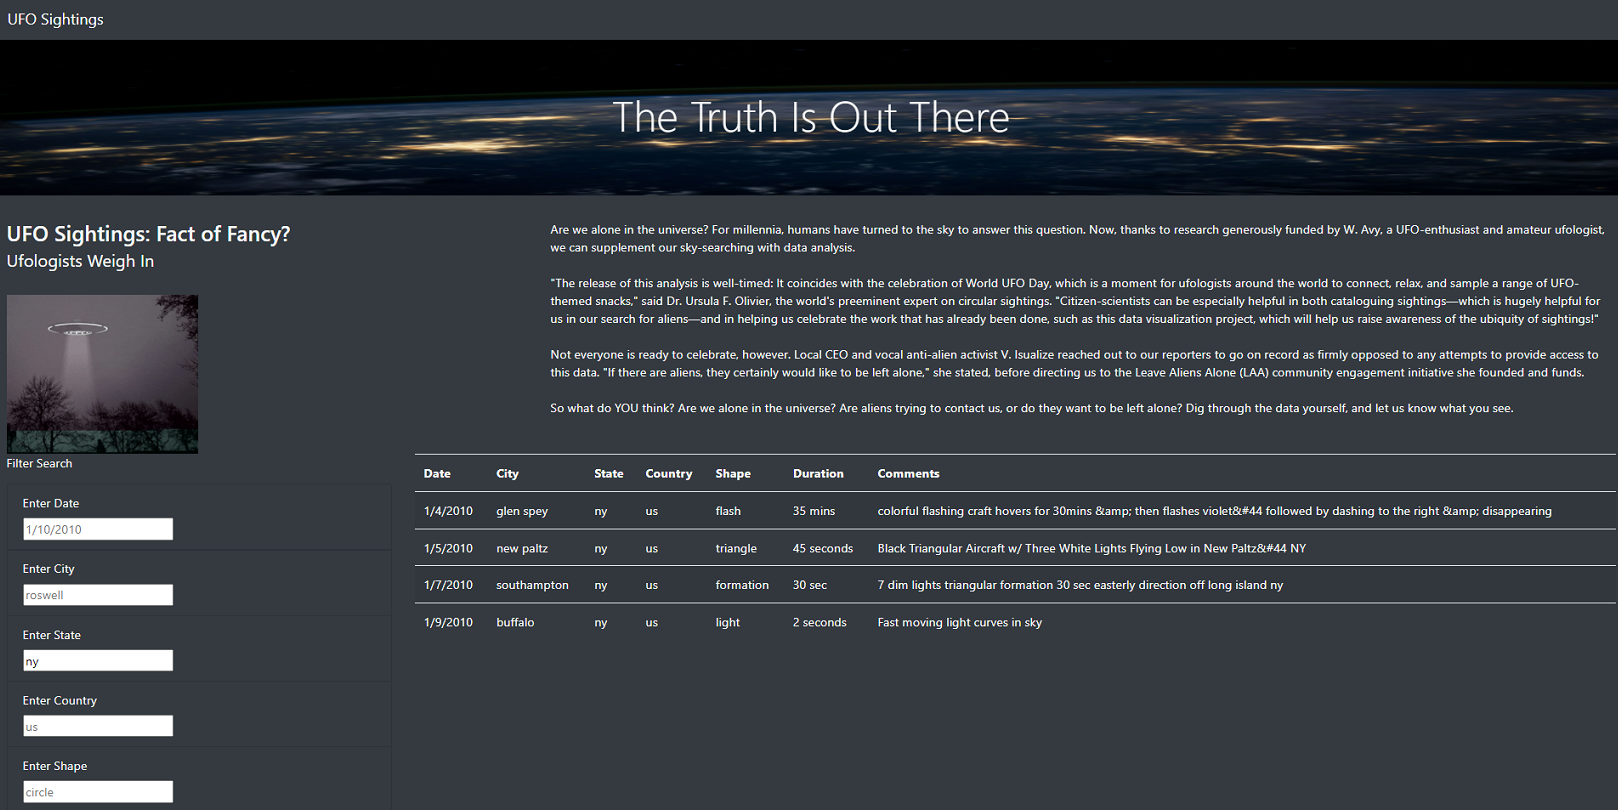 UFO Sightings
The Truth Is Out There
UFO Sightings: Fact of Fancy?
Ufologists Weigh In
Are we alone in the universe? For millennia, humans have turned to the sky to answer this question. Now, thanks to research generously funded by W. Avy, a UFO-enthusiast and amateur ufologist,
we can supplement our sky-searching with data analysis.
"The release of this analysis is well-timed: It coincides with the celebration of World UFO Day, which is a moment for ufologists around the world to connect, relax, and sample a range of UFO-
themed snacks," said Dr. Ursula F. Olivier, the world's preeminent expert on circular sightings. "Citizen-scientists can be especially helpful in both cataloguing sightings—which is hugely helpful for
us in our search for aliens—and in helping us celebrate the work that has already been done, such as this data visualization project, which will help us raise awareness of the ubiquity of sightings!"
Not everyone is ready to celebrate, however. Local CEO and vocal anti-alien activist V. Isualize reached out to our reporters to go on record as firmly opposed to any attempts to provide access to
this data. "If there are aliens, they certainly would like to be left alone," she stated, before directing us to the Leave Aliens Alone (LAA) community engagement initiative she founded and funds.
So what do YOU think? Are we alone in the universe? Are aliens trying to contact us, or do they want to be left alone? Dig through the data yourself, and let us know what you see.
Filter Search
Enter Date
1/10/2010
Enter City
roswell
Enter State
ny
Enter Country
us
Enter Shape
circle
Date City State Country Shape Duration Comments
1/4/2010 glen spey ny us flash 35 mins colorful flashing craft hovers for 30mins &amp; then flashes violet&#44 followed by dashing to the right &amp; disappearing
1/5/2010 new paltz ny us triangle 45 seconds Black Triangular Aircraft w/ Three White Lights Flying Low in New Paltz&#44 NY
1/7/2010 southampton ny us formation 30 sec 7 dim lights triangular formation 30 sec easterly direction off long island ny
1/9/2010 buffalo ny us light 2 seconds Fast moving light curves in sky